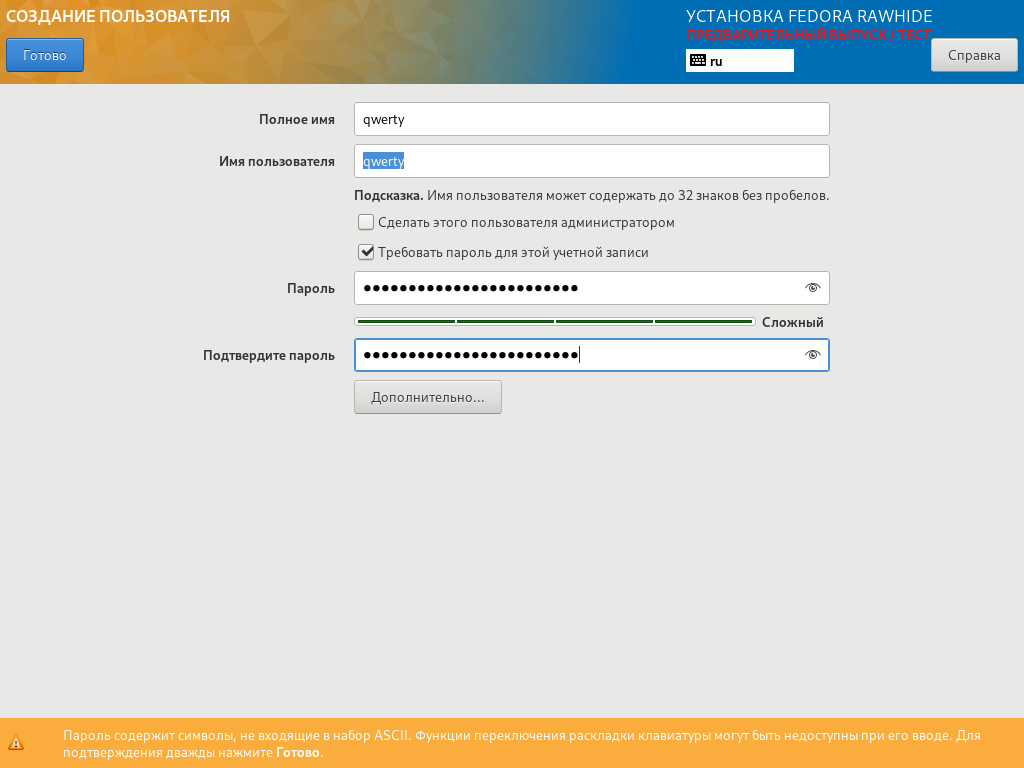 СОЗДАНИЕ ПОЛЬЗОВАТЕЛЯ
УСТАНОВКА FEDORA RAWHIDE
ПРЕДВАРИТЕЛЬНЫЙ ВЫПУСК / ТЕСТ
Готово
ru
Справка
Полное имя
qwerty
Имя пользователя
qwerty
Подсказка. Имя пользователя может содержать до 32 знаков без пробелов.
Сделать этого пользователя администратором
Требовать пароль для этой учетной записи
Пароль
●●●●●●●●●●●●●●●●●●●●●●●●
Сложный
Подтвердите пароль
●●●●●●●●●●●●●●●●●●●●●●●●
Дополнительно...
Пароль содержит символы, не входящие в набор ASCII. Функции переключения раскладки клавиатуры могут быть недоступны при его вводе. Для
подтверждения дважды нажмите Готово.